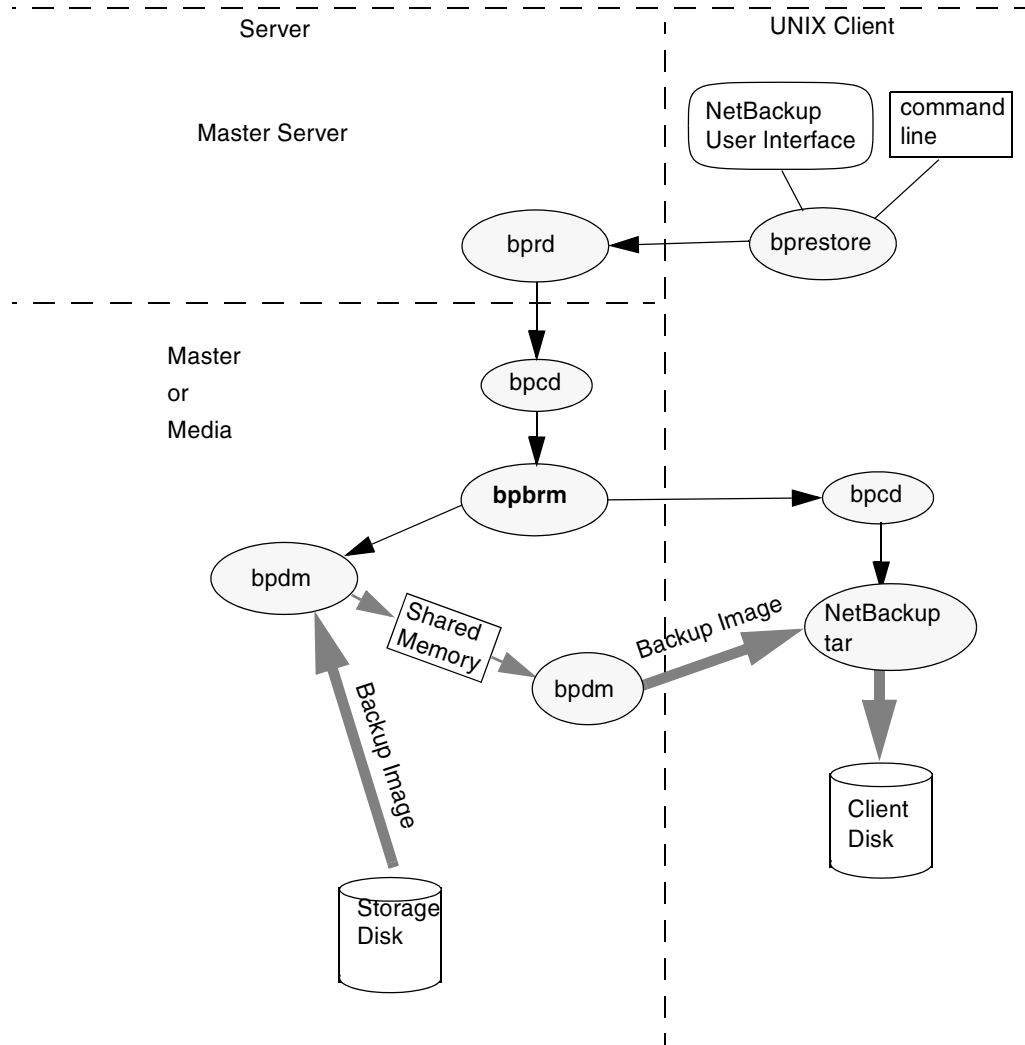 Server
UNIX Client
Master Server
NetBackup
User Interface
command
line
bprd
bprestore
Master
or
Media
bpcd
bpbrm
bpcd
bpdm
Shared
Memory
bpdm
Backup Image
NetBackup
tar
Backup Image
Client
Disk
Storage
Disk